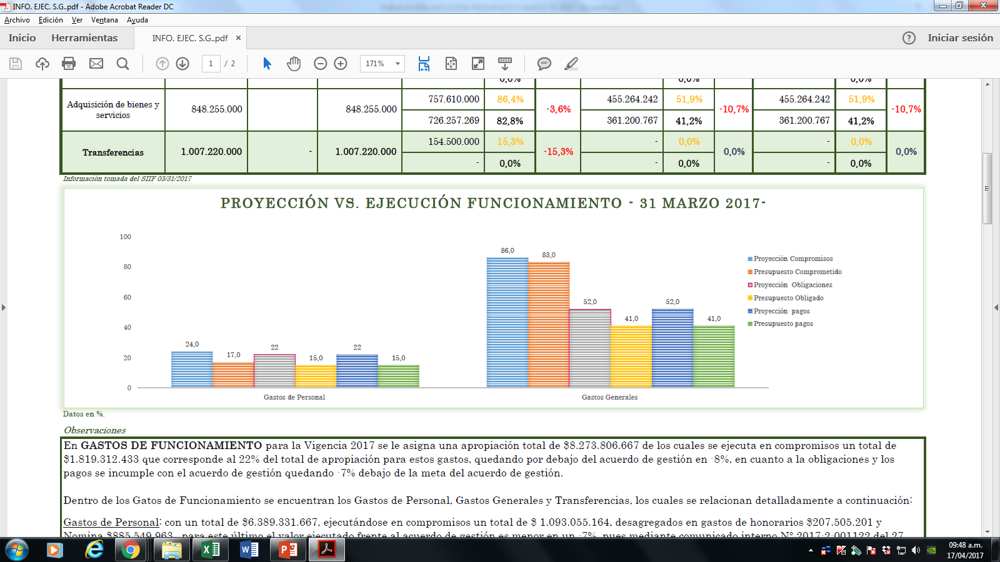 INFO. EJEC. S.G..pdf - Adobe Acrobat Reader DC
Archivo Edición Ver Ventana Ayuda
Inicio Herramientas INFO. EJEC. S.G..pdf × ? Iniciar sesión
1 / 2 171%
0,0% 0,0% 0,0%
Adquisición de bienes y servicios 848.255.000 848.255.000 757.610.000 86,4% -3,6% 455.264.242 51,9% -10,7% 455.264.242 51,9% -10,7%
726.257.269 82,8% 361.200.767 41,2% 361.200.767 41,2%
Transferencias 1.007.220.000 - 1.007.220.000 154.500.000 15,3% -15,3% - 0,0% 0,0% - 0,0% 0,0%
- 0,0% - 0,0% - 0,0%
Información tomada del SIIF 03/31/2017
PROYECCIÓN VS. EJECUCIÓN FUNCIONAMIENTO - 31 MARZO 2017-
100
80
60
40
20
0
24,0 17,0 22 15,0 22 15,0
86,0 83,0 52,0 41,0 52,0 41,0
Gastos de Personal Gastos Generales
Proyección Compromisos
Presupuesto Comprometido
Proyección Obligaciones
Presupuesto Obligado
Proyección pagos
Presupuesto pagos
Datos en %.
Observaciones
En GASTOS DE FUNCIONAMIENTO para la Vigencia 2017 se le asigna una apropiación total de $8.273.806.667 de los cuales se ejecuta en compromisos un total de
$1.819.312.433 que corresponde al 22% del total de apropiación para estos gastos, quedando por debajo del acuerdo de gestión en -8%, en cuanto a la obligaciones y los
pagos se incumple con el acuerdo de gestión quedando -7% debajo de la meta del acuerdo de gestión.
Dentro de los Gatos de Funcionamiento se encuentran los Gastos de Personal, Gastos Generales y Transferencias, los cuales se relacionan detalladamente a continuación:
Gastos de Personal: con un total de $6.389.331.667, ejecutándose en compromisos un total de $ 1.093.055.164, desagregados en gastos de honorarios $207.505.201 y
Nomina $885.549.963 , para este último el valor ejecutado frente al acuerdo de gestión es menor en un -7%, pues mediante comunicado interno N° 2017-2-001122 del 27
09:48 a.m.
17/04/2017